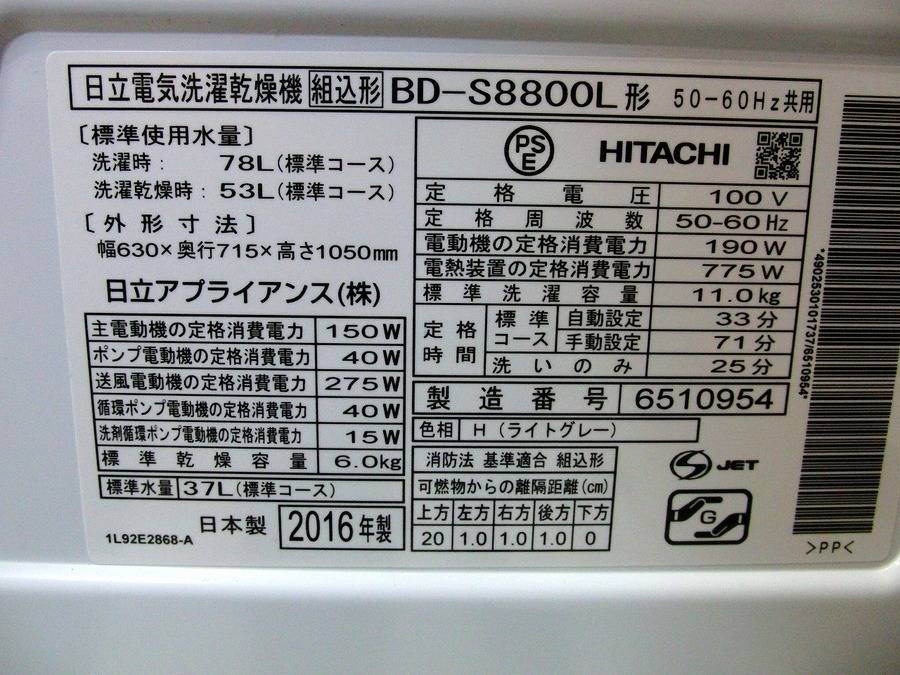 日立電気洗濯乾燥機 組込形 BD-S8800L形 50-60Hz共用
〔標準使用水量〕
洗濯時： 78L(標準コース)
洗濯乾燥時： 53L(標準コース)
〔外形寸法〕
幅630×奥行715×高さ1050mm
日立アプライアンス(株)
主電動機の定格消費電力 150W
ポンプ電動機の定格消費電力 40W
送風電動機の定格消費電力 275W
循環ポンプ電動機の定格消費電力 40W
洗剤循環ポンプ電動機の定格消費電力 15W
標準乾燥容量 6.0kg
標準水量 37L(標準コース)
1L92E2868-A 日本製 2016年製
PSE HITACHI
定格電圧 100V
定格周波数 50-60Hz
電動機の定格消費電力 190W
電熱装置の定格消費電力 775W
標準洗濯容量 11.0kg
定格時間 標準コース 自動設定 33分
手動設定 71分
洗いのみ 25分
製造番号 6510954
色相 H（ライトグレー）
消防法 基準適合 組込形
可燃物からの離隔距離(cm)
上方 左方 右方 後方 下方
20 1.0 1.0 1.0 0
S JET
G
*4902530101737/6510954*
>PP<